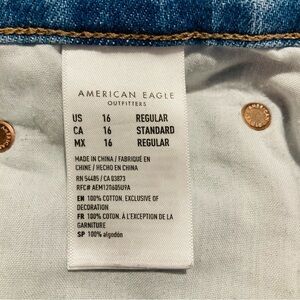 AMERICAN EAGLE
OUTFITTERS
US 16 REGULAR
CA 16 STANDARD
MX 16 REGULAR
MADE IN CHINA / FABRIQUÉ EN
CHINE / HECHO EN CHINA
RN 54485 / CA 03873
RFC# AEM12I0605U9A
EN 100% COTTON. EXCLUSIVE OF
DECORATION
FR 100% COTON. À L'EXCEPTION DE LA
GARNITURE
SP 100% algodón